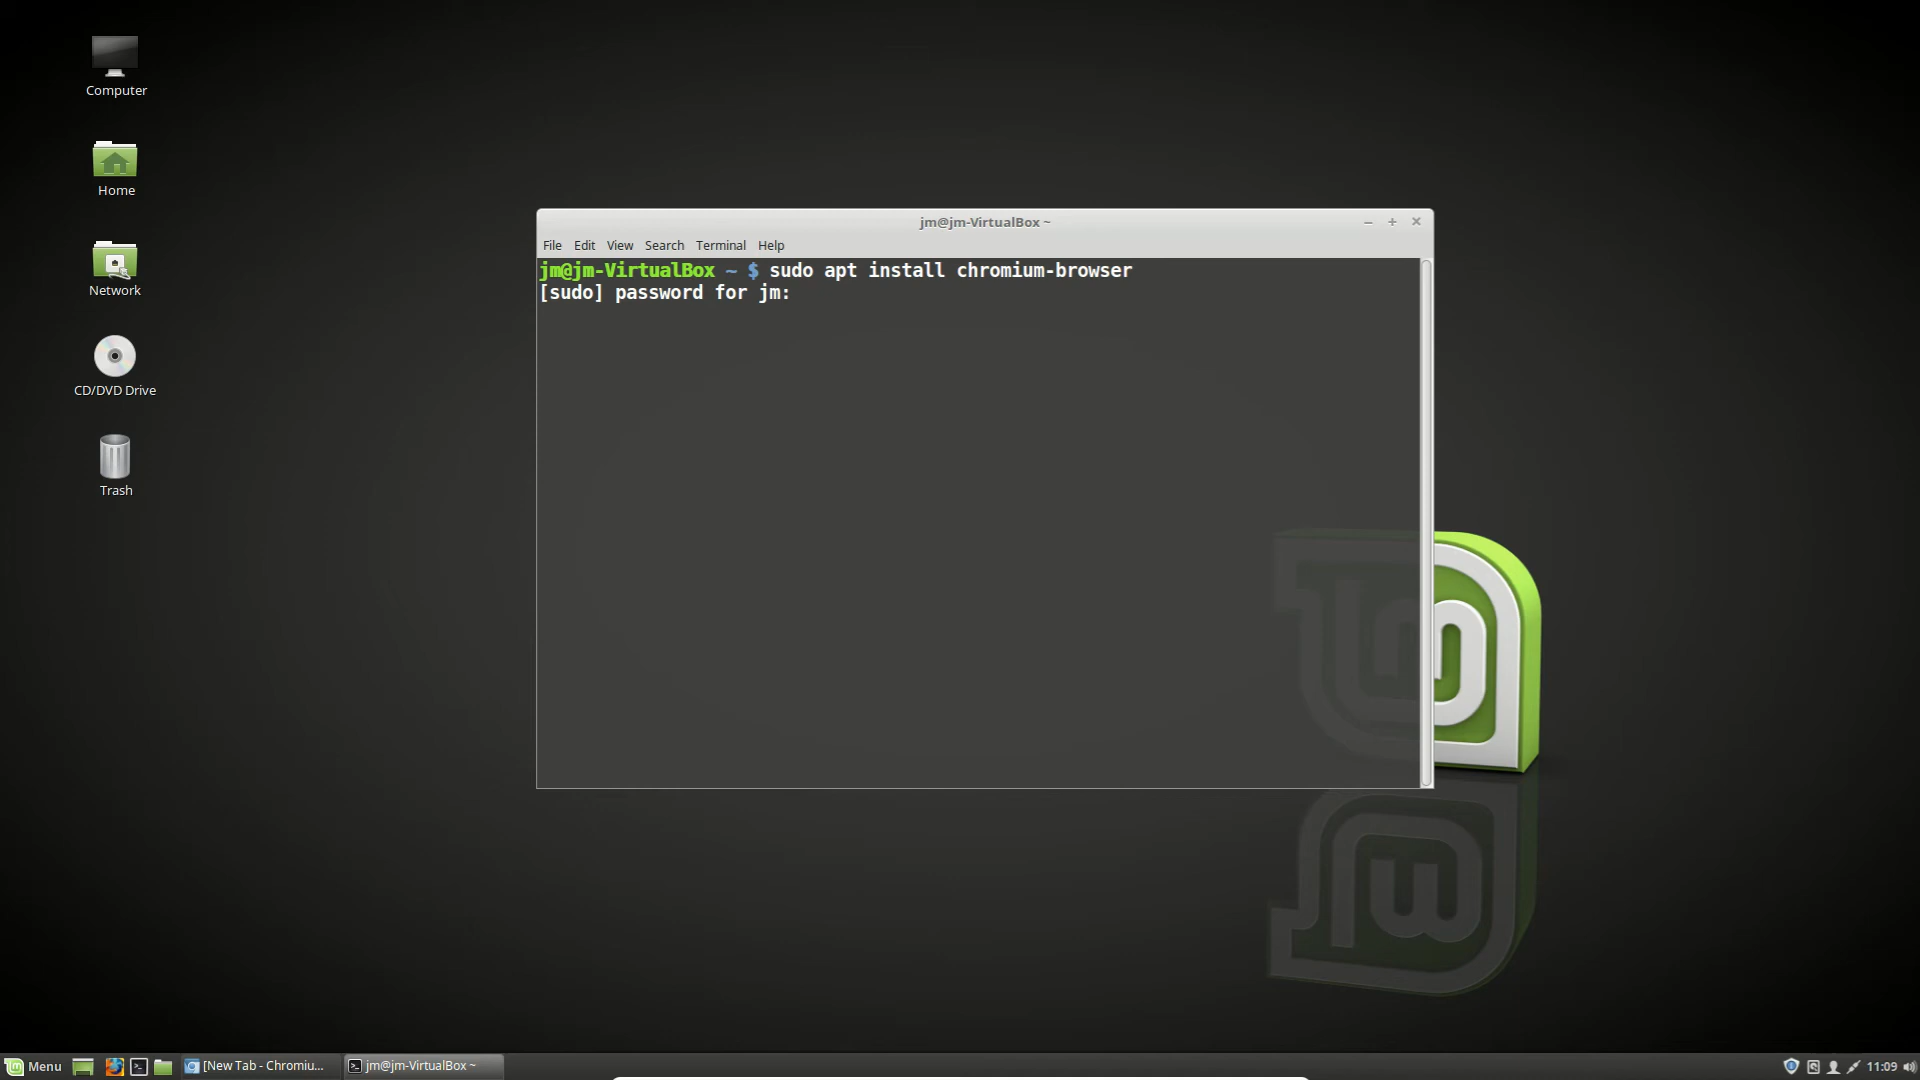 Computer
Home
Network
CD/DVD Drive
Trash
jm@jm-VirtualBox ~
File Edit View Search Terminal Help
jm@jm-VirtualBox ~ $ sudo apt install chromium-browser
[sudo] password for jm:
Menu
[New Tab - Chromiu...
jm@jm-VirtualBox ~
11:09